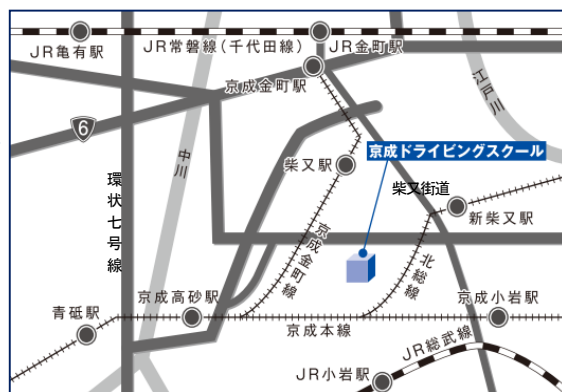 JR亀有駅
JR常磐線(千代田線)
JR金町駅
京成金町駅
江戸川
6
中川
京成ドライビングスクール
柴又駅
柴又街道
環状七号線
新柴又駅
京成金町線
北総線
青砥駅
京成高砂駅
京成本線
京成小岩駅
JR総武線
JR小岩駅